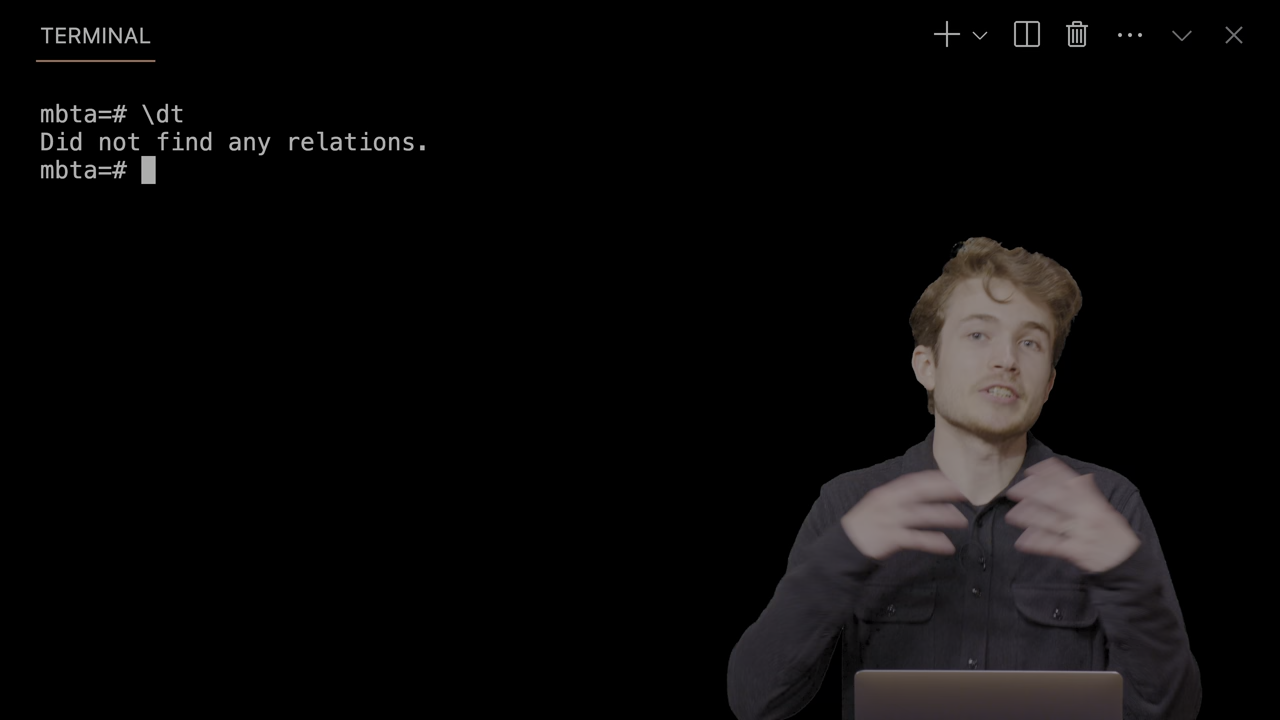 TERMINAL
mbta=# \dt
Did not find any relations.
mbta=#